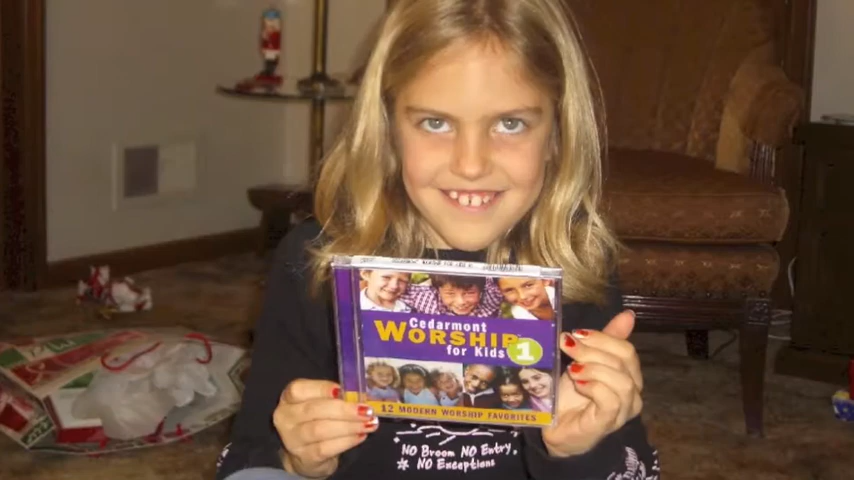 Cedarmont
WORSHIP
for Kids 1
12 MODERN WORSHIP FAVORITES
NO Broom NO Entry,
NO Exceptions